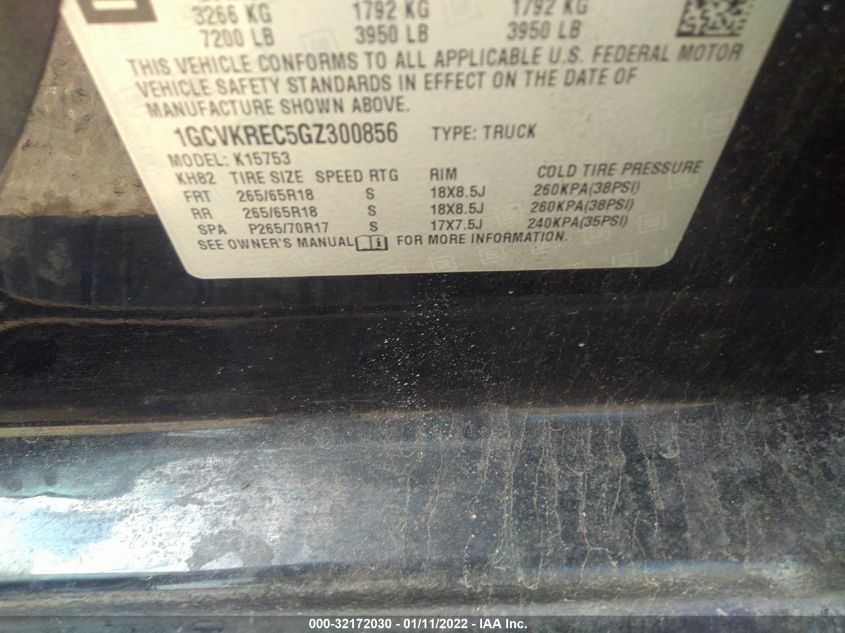 3266 KG 1792 KG 1792 KG
7200 LB 3950 LB 3950 LB
THIS VEHICLE CONFORMS TO ALL APPLICABLE U.S. FEDERAL MOTOR
VEHICLE SAFETY STANDARDS IN EFFECT ON THE DATE OF
MANUFACTURE SHOWN ABOVE.
1GCVKREC5GZ300856 TYPE: TRUCK
MODEL: K15753
KH82 TIRE SIZE SPEED RTG RIM COLD TIRE PRESSURE
FRT 265/65R18 S 18X8.5J 260KPA(38PSI)
RR 265/65R18 S 18X8.5J 260KPA(38PSI)
SPA P265/70R17 S 17X7.5J 240KPA(35PSI)
SEE OWNER'S MANUAL FOR MORE INFORMATION.
000-32172030 - 01/11/2022 - IAA Inc.